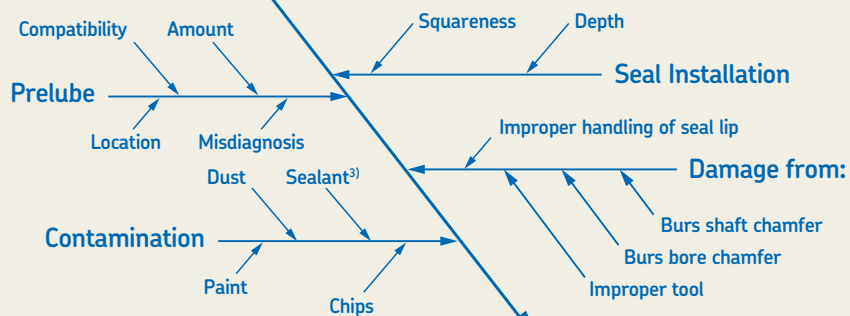 Compatibility
Amount
Squareness
Depth
Prelube
Seal Installation
Location
Misdiagnosis
Improper handling of seal lip
Dust
Sealant3)
Damage from:
Contamination
Burs shaft chamfer
Burs bore chamfer
Paint
Chips
Improper tool